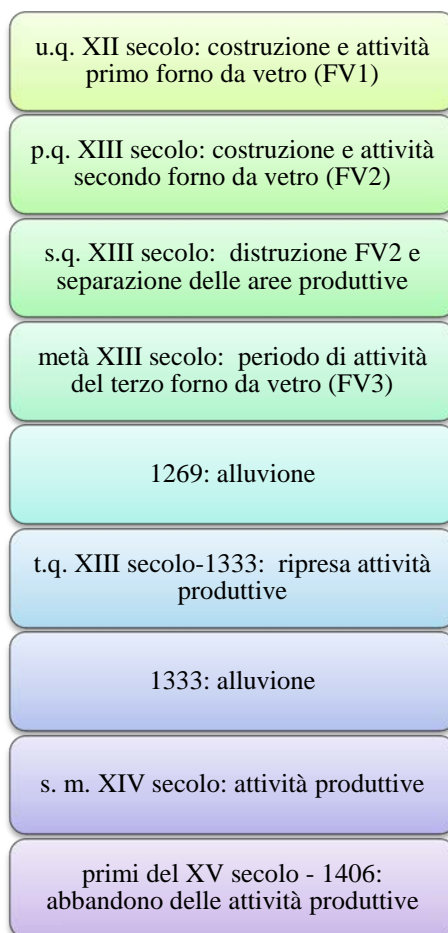 u.q. XII secolo: costruzione e attività
primo forno da vetro (FV1)
p.q. XIII secolo: costruzione e attività
secondo forno da vetro (FV2)
s.q. XIII secolo:  distruzione FV2 e
separazione delle aree produttive
metà XIII secolo:  periodo di attività
del terzo forno da vetro (FV3)
1269: alluvione
t.q. XIII secolo-1333:  ripresa attività
produttive
1333: alluvione
s. m. XIV secolo: attività produttive
primi del XV secolo - 1406:
abbandono delle attività produttive